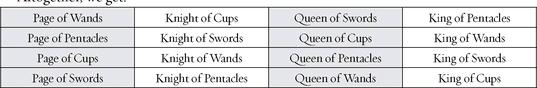 Altogether, we get:
Page of Wands Knight of Cups Queen of Swords King of Pentacles
Page of Pentacles Knight of Swords Queen of Cups King of Wands
Page of Cups Knight of Wands Queen of Pentacles King of Swords
Page of Swords Knight of Pentacles Queen of Wands King of Cups